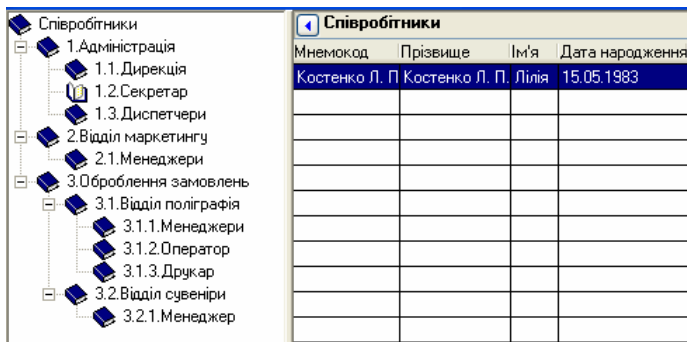 Співробітники
1.Адміністрація
1.1.Дирекція
1.2.Секретар
1.3.Диспетчери
2.Відділ маркетингу
2.1.Менеджери
3.Оброблення замовлень
3.1.Відділ поліграфія
3.1.1.Менеджери
3.1.2.Оператор
3.1.3.Друкар
3.2.Відділ сувеніри
3.2.1.Менеджер
Співробітники
Мнемокод Прізвище Ім'я Дата народження
Костенко Л. П Костенко Л. П. Лілія 15.05.1983